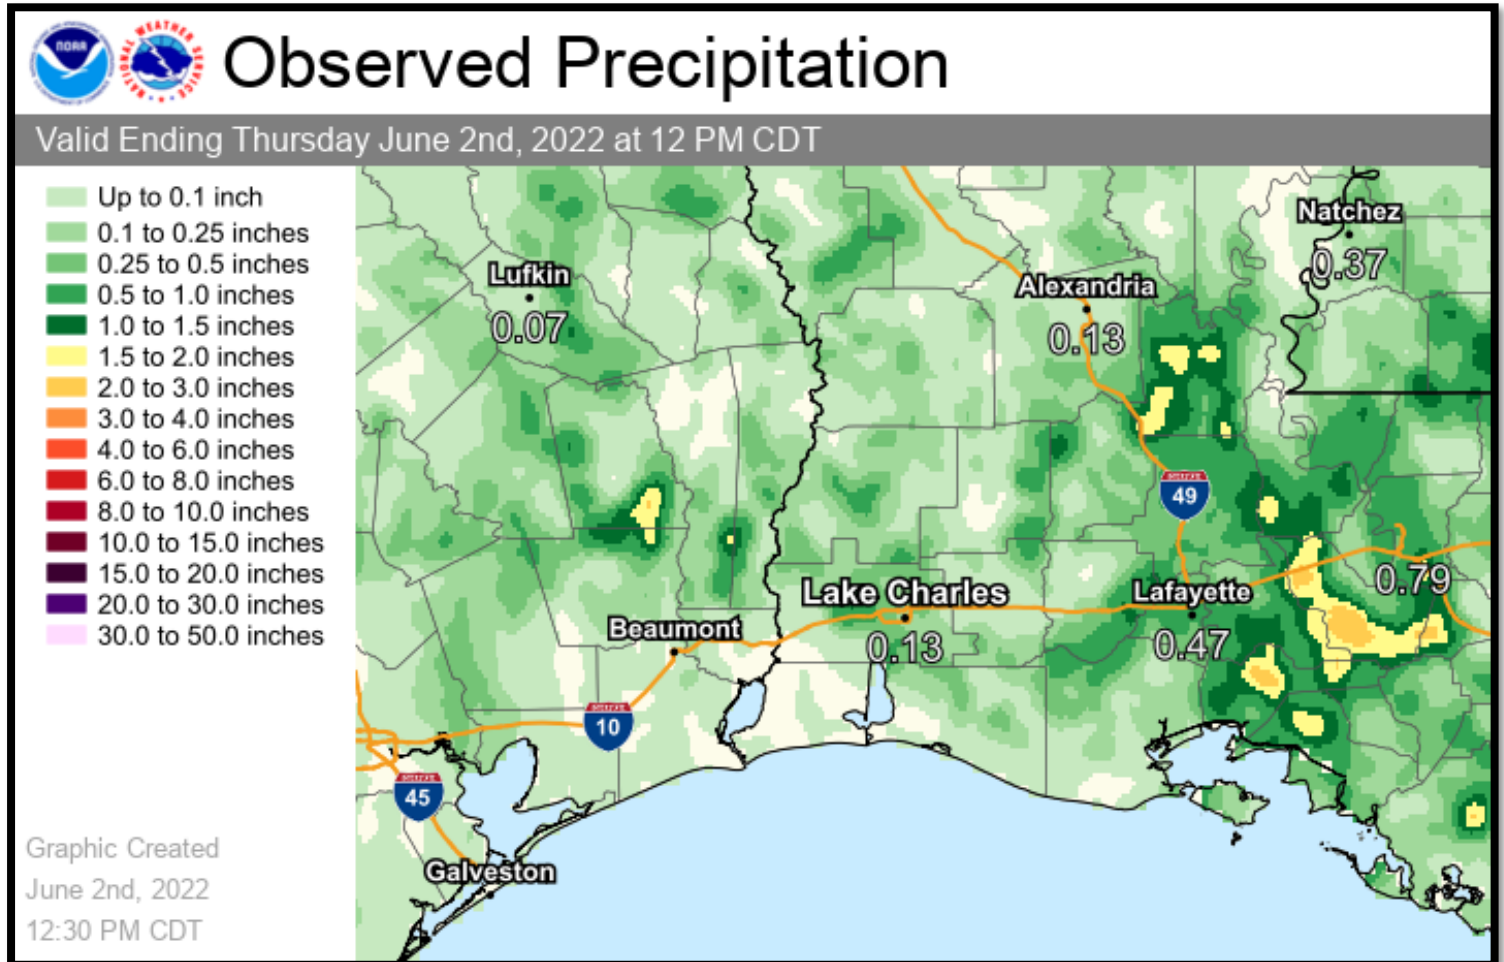 NOAA
NATIONAL WEATHER SERVICE
Observed Precipitation
Valid Ending Thursday June 2nd, 2022 at 12 PM CDT
Up to 0.1 inch
0.1 to 0.25 inches
0.25 to 0.5 inches
0.5 to 1.0 inches
1.0 to 1.5 inches
1.5 to 2.0 inches
2.0 to 3.0 inches
3.0 to 4.0 inches
4.0 to 6.0 inches
6.0 to 8.0 inches
8.0 to 10.0 inches
10.0 to 15.0 inches
15.0 to 20.0 inches
20.0 to 30.0 inches
30.0 to 50.0 inches
Graphic Created
June 2nd, 2022
12:30 PM CDT
Natchez
0.37
Lufkin
0.07
Alexandria
0.13
49
0.79
Lake Charles
0.13
Lafayette
0.47
Beaumont
10
45
Galveston